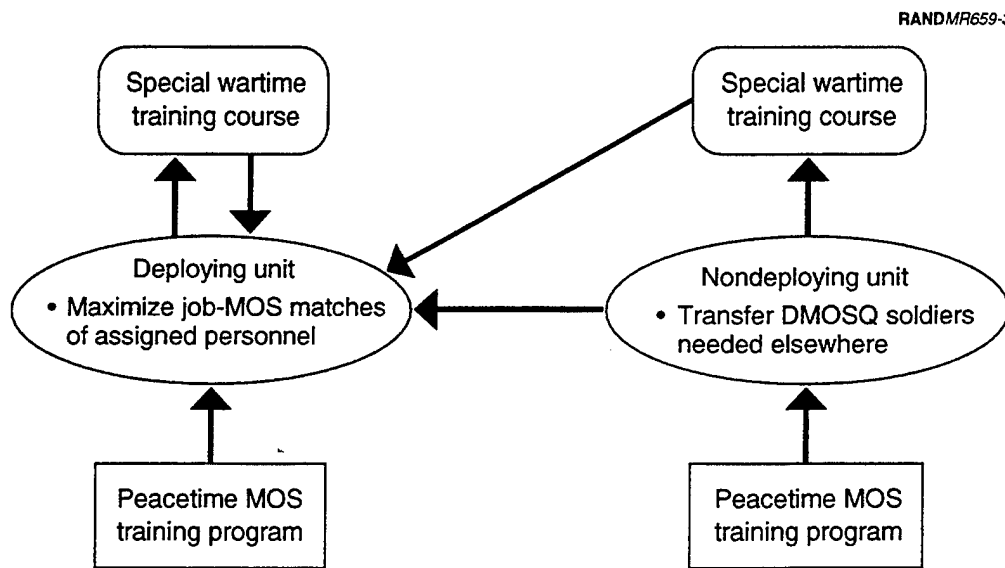 RANDMR659-3
Special wartime
training course
Special wartime
training course
Deploying unit
• Maximize job-MOS matches
of assigned personnel
Nondeploying unit
• Transfer DMOSQ soldiers
needed elsewhere
Peacetime MOS
training program
Peacetime MOS
training program